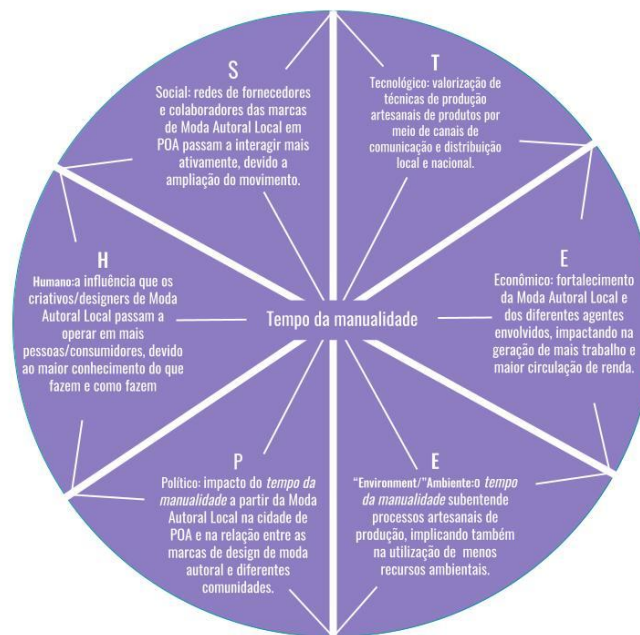 S
Social: redes de fornecedores
e colaboradores das marcas
de Moda Autoral Local em
POA passam a interagir mais
ativamente, devido a
ampliação do movimento.
T
Tecnológico: valorização de
técnicas de produção
artesanais de produtos por
meio de canais de
comunicação e distribuição
local e nacional.
H
Humano:a influência que os
criativos/designers de Moda
Autoral Local passam a
operar em mais
pessoas/consumidores, devido
ao maior conhecimento do que
fazem e como fazem
Tempo da manualidade
E
Econômico: fortalecimento
da Moda Autoral Local e
dos diferentes agentes
envolvidos, impactando na
geração de mais trabalho e
maior circulação de renda.
P
Político: impacto do tempo da
manualidade a partir da Moda
Autoral Local na cidade de
POA e na relação entre as
marcas de design de moda
autoral e diferentes
comunidades.
E
“Environment/”Ambiente:o tempo
da manualidade subentende
processos artesanais de
produção, implicando também
na utilização de menos
recursos ambientais.